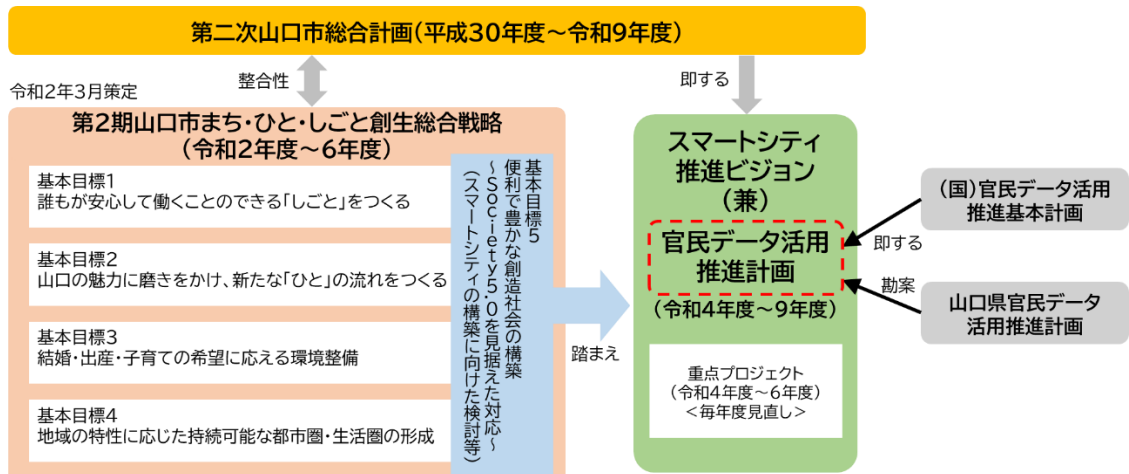 第二次山口市総合計画(平成30年度～令和9年度)
整合性
即する
令和2年3月策定
第2期山口市まち・ひと・しごと創生総合戦略
(令和2年度～6年度)
基本目標1
誰もが安心して働くことのできる「しごと」をつくる
基本目標2
山口の魅力に磨きをかけ、新たな「ひと」の流れをつくる
基本目標3
結婚・出産・子育ての希望に応える環境整備
基本目標4
地域の特性に応じた持続可能な都市圏・生活圏の形成
基本目標5
便利で豊かな創造社会の構築
～Society5.0を見据えた対応～
(スマートシティの構築に向けた検討等)
踏まえ
スマートシティ
推進ビジョン
(兼)
官民データ活用
推進計画
(令和4年度～9年度)
重点プロジェクト
(令和4年度～6年度)
＜毎年度見直し＞
(国)官民データ活用
推進基本計画
即する
勘案
山口県官民データ
活用推進計画